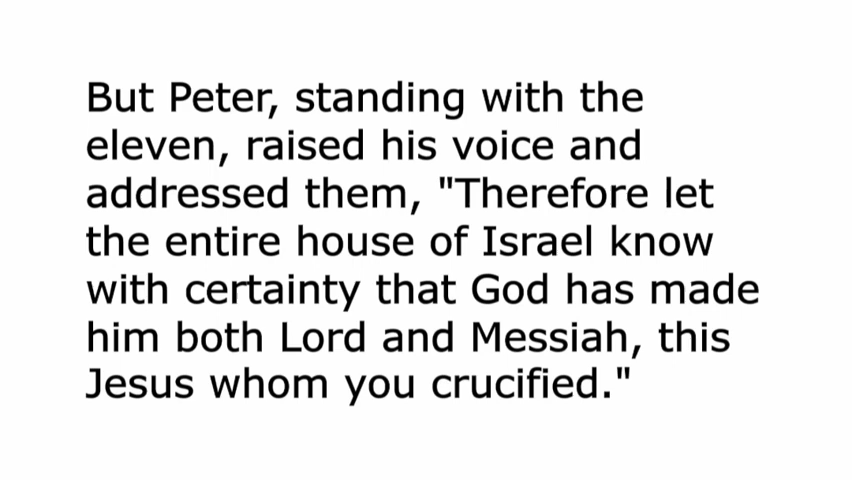 But Peter, standing with the
eleven, raised his voice and
addressed them, "Therefore let
the entire house of Israel know
with certainty that God has made
him both Lord and Messiah, this
Jesus whom you crucified."